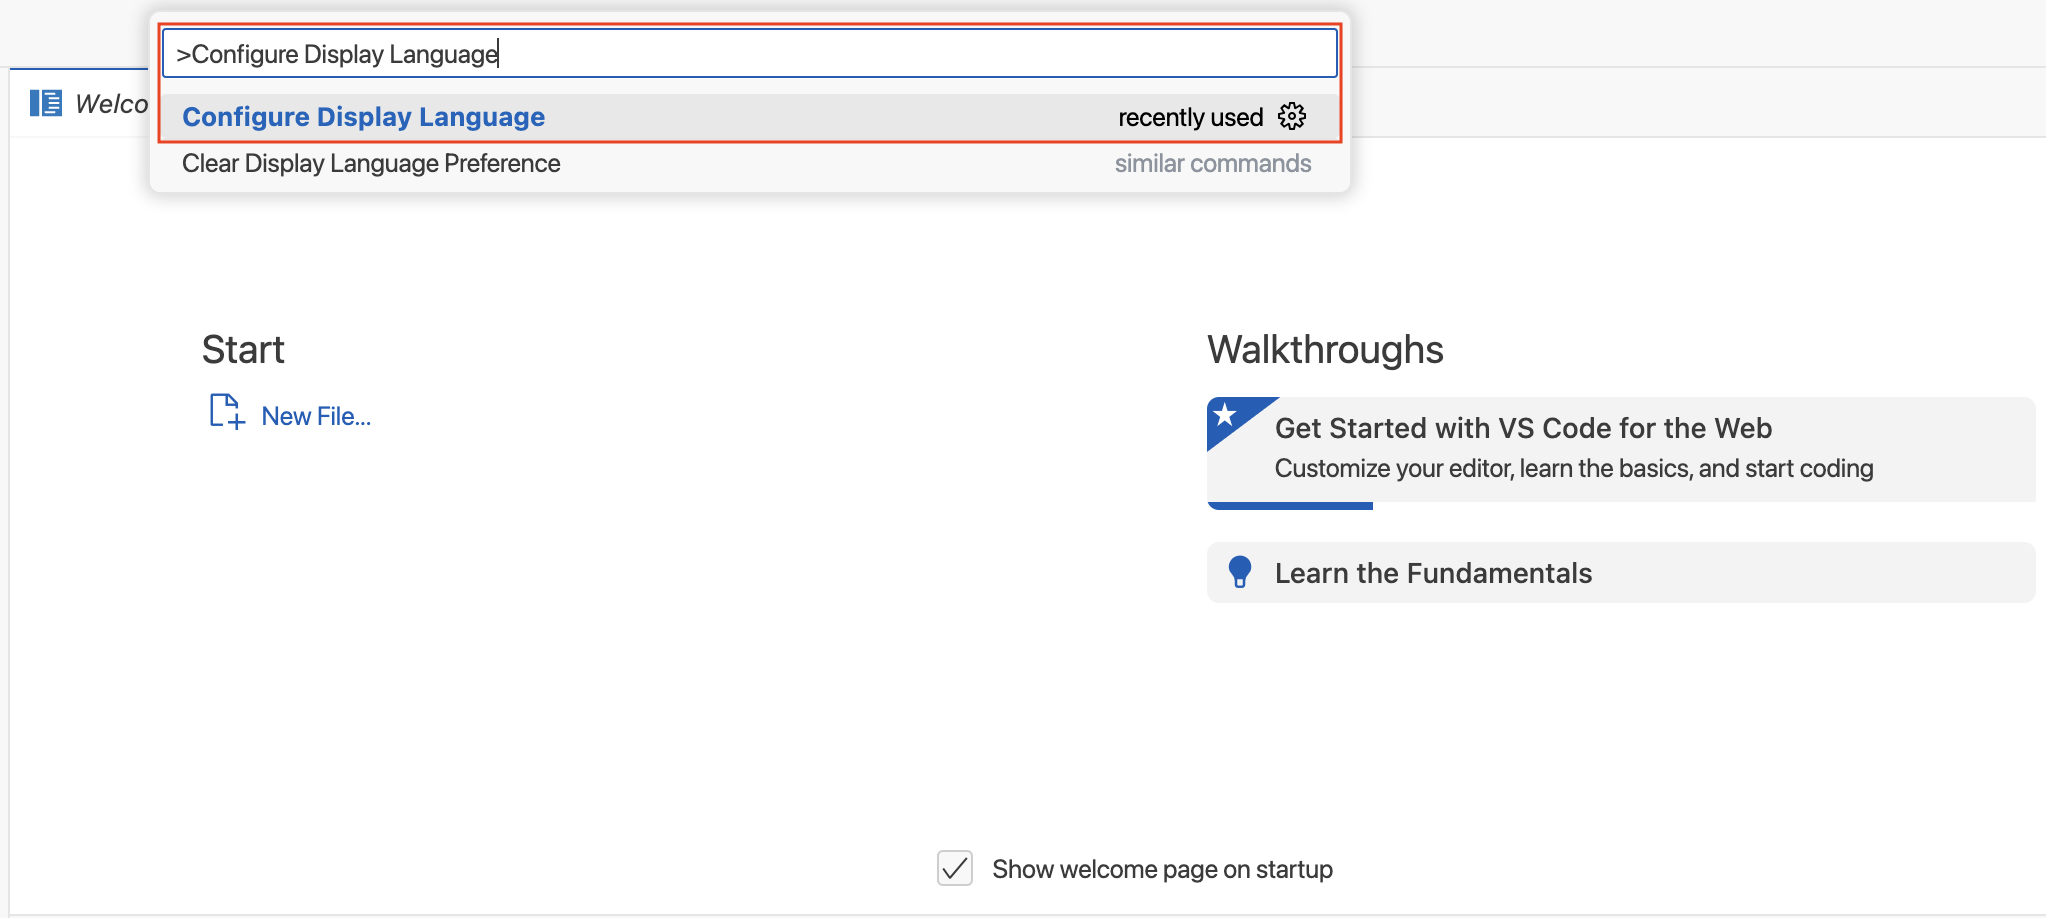 >Configure Display Language
Configure Display Language recently used
Clear Display Language Preference similar commands
Welco
Start
New File...
Walkthroughs
Get Started with VS Code for the Web
Customize your editor, learn the basics, and start coding
Learn the Fundamentals
Show welcome page on startup